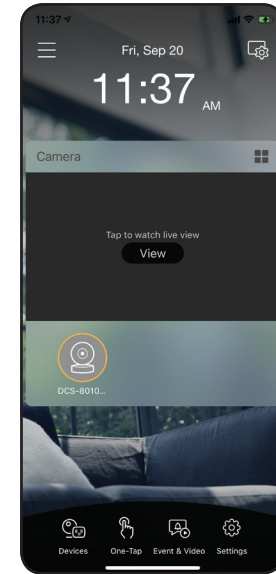 11:37
Fri, Sep 20
11:37 AM
Camera
Tap to watch live view
View
DCS-8010...
Devices One-Tap Event & Video Settings